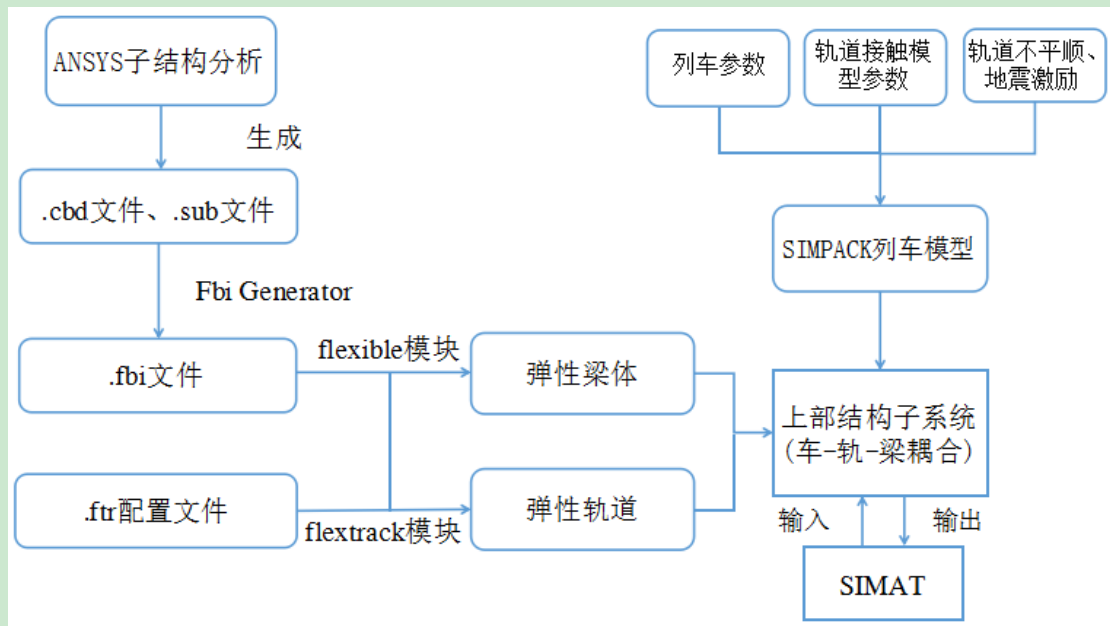 ANSYS子结构分析
生成
.cbd文件、.sub文件
Fbi Generator
.fbi文件
flexible模块
弹性梁体
.ftr配置文件
flextrack模块
弹性轨道
列车参数
轨道接触模
型参数
轨道不平顺、
地震激励
SIMPACK列车模型
上部结构子系统
(车-轨-梁耦合)
输入
输出
SIMAT